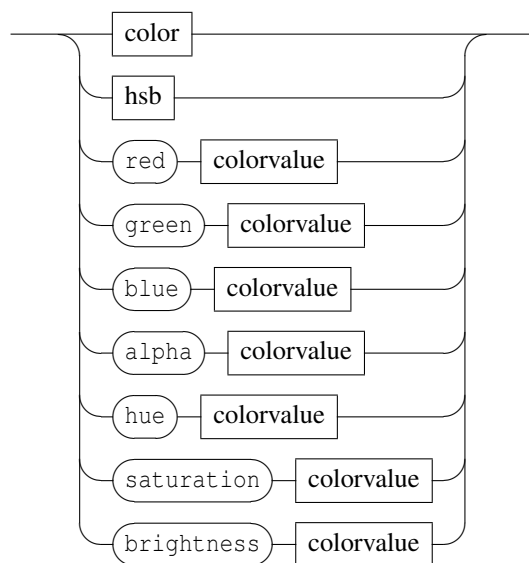 color
hsb
red colorvalue
green colorvalue
blue colorvalue
alpha colorvalue
hue colorvalue
saturation colorvalue
brightness colorvalue